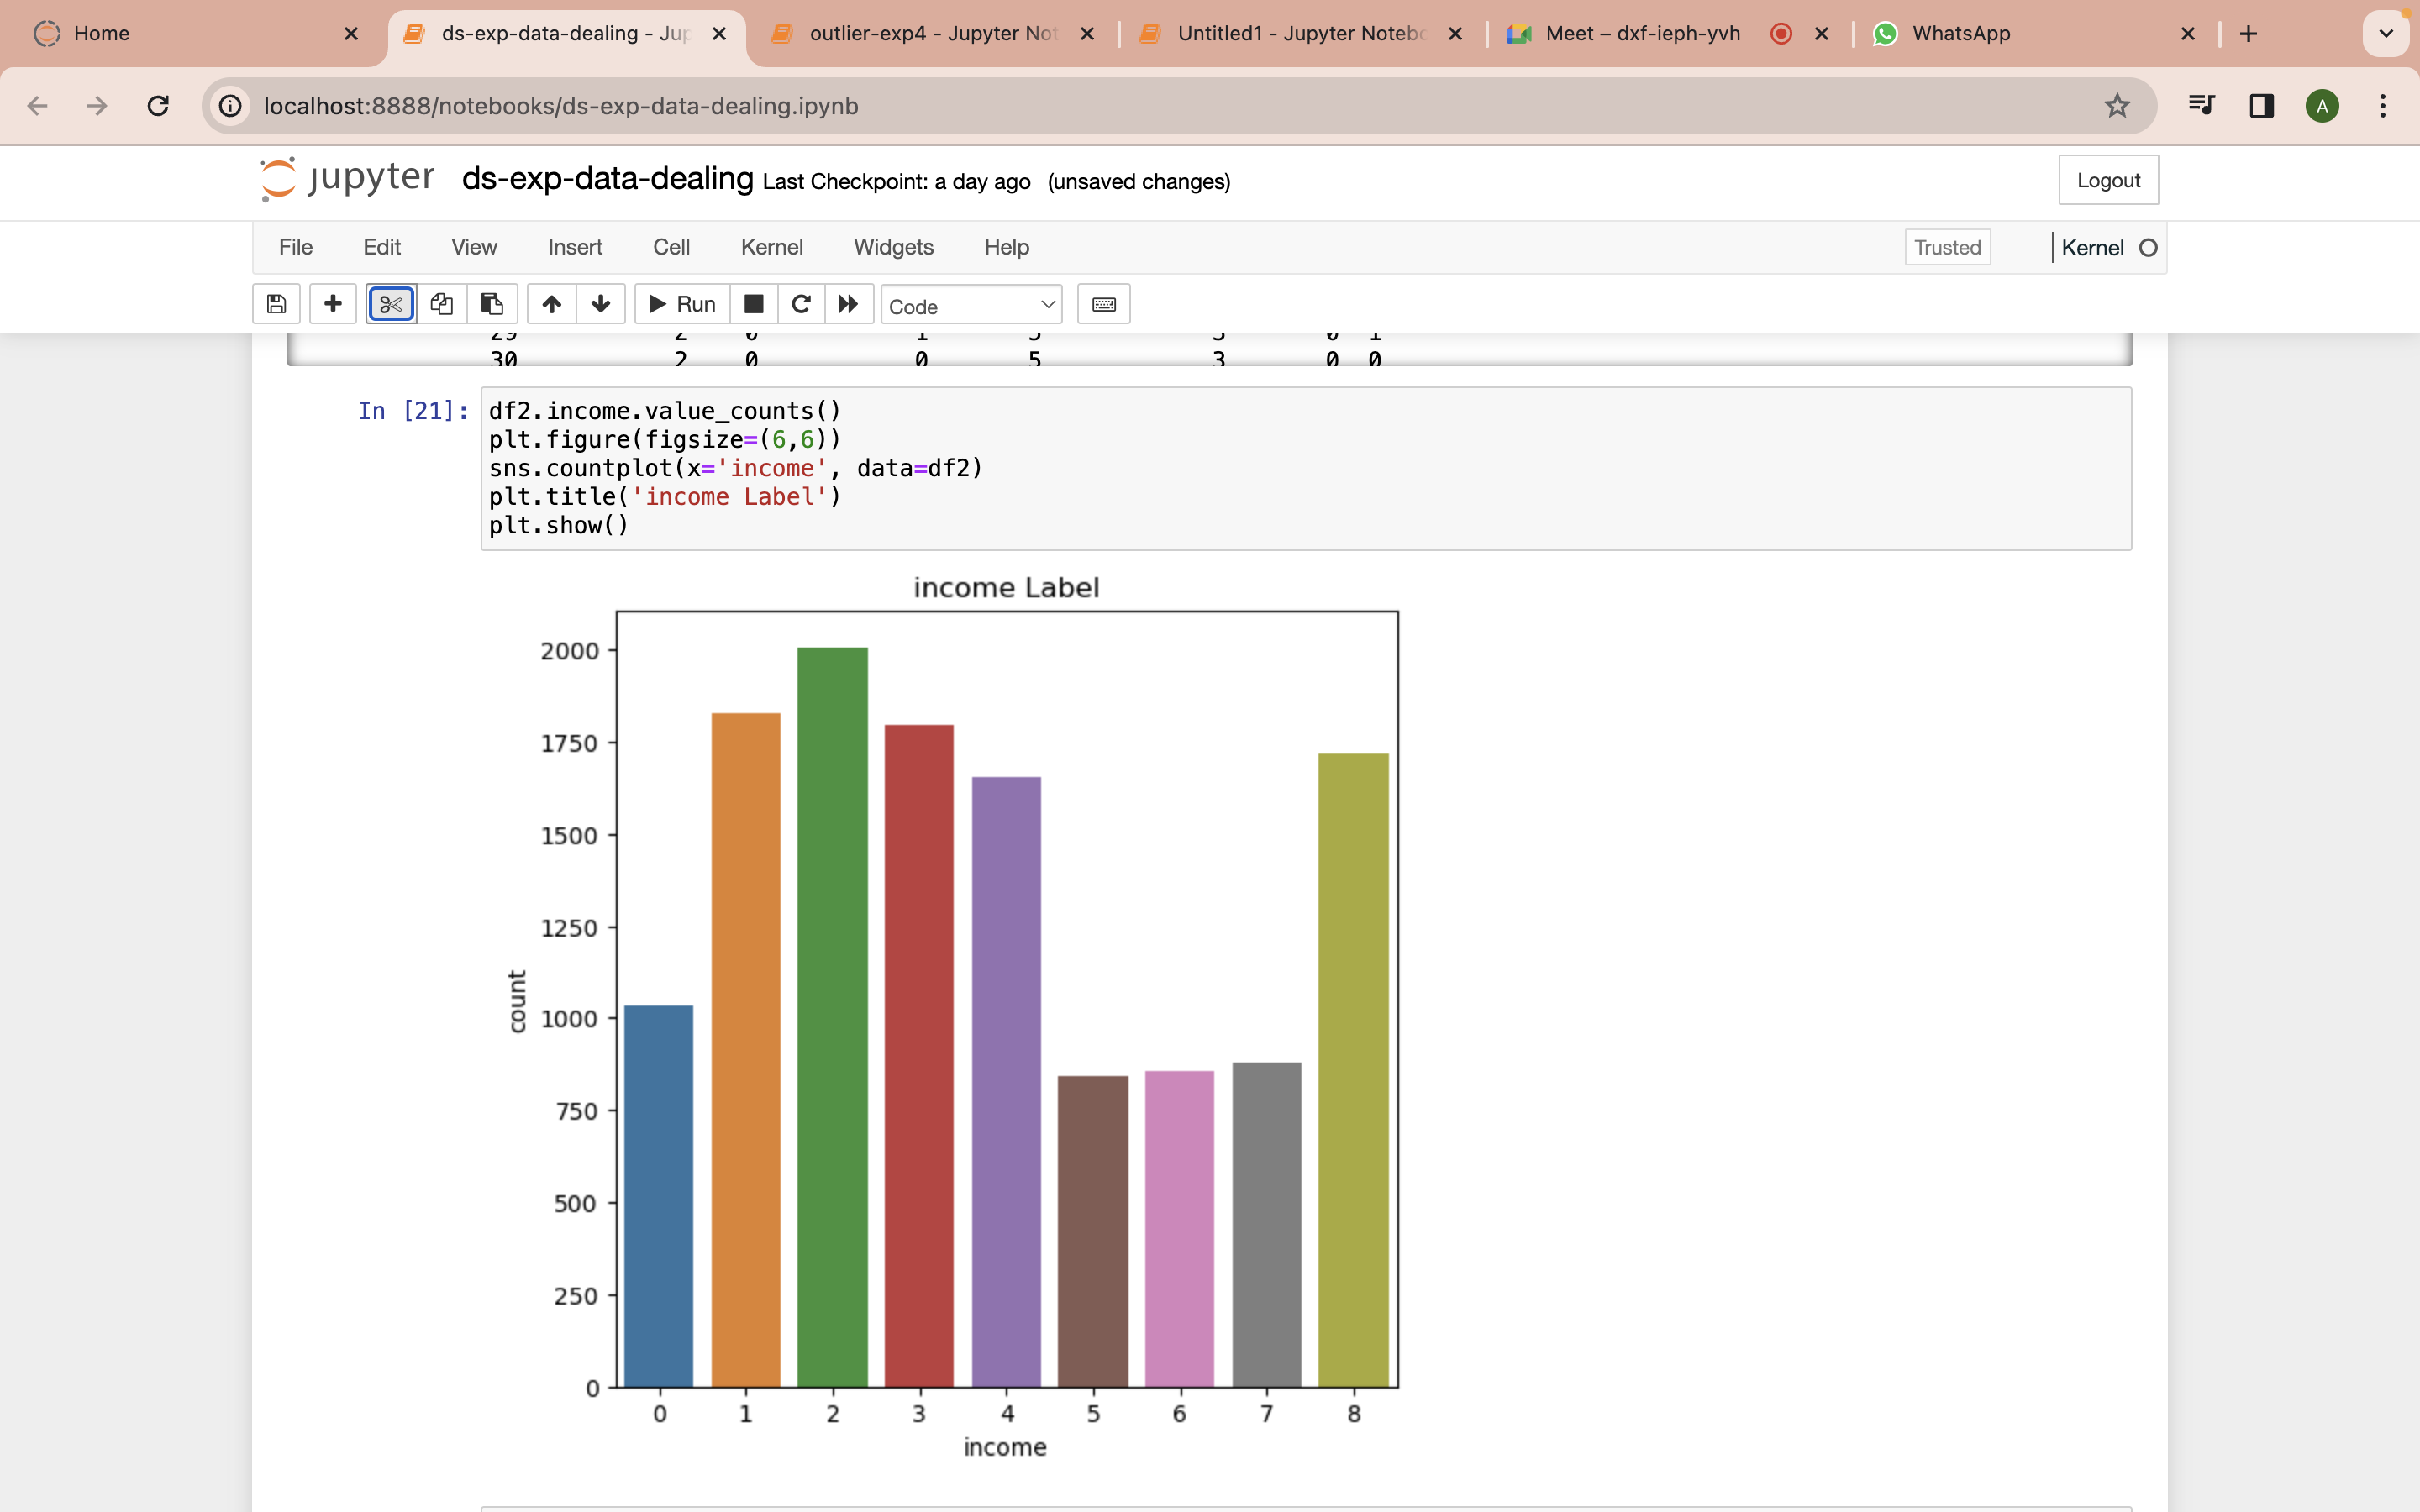 Home
ds-exp-data-dealing - Jup
outlier-exp4 - Jupyter Not
Untitled1 - Jupyter Notebo
Meet – dxf-ieph-yvh
WhatsApp
localhost:8888/notebooks/ds-exp-data-dealing.ipynb
A
jupyter ds-exp-data-dealing Last Checkpoint: a day ago (unsaved changes)
Logout
File Edit View Insert Cell Kernel Widgets Help
Trusted
Kernel
Run
Code
29 2 0 1 5 3 0 1
30 2 0 0 5 3 0 0
In [21]:
df2.income.value_counts()
plt.figure(figsize=(6,6))
sns.countplot(x='income', data=df2)
plt.title('income Label')
plt.show()
income Label
2000
1750
1500
1250
1000
750
500
250
0
count
0 1 2 3 4 5 6 7 8
income